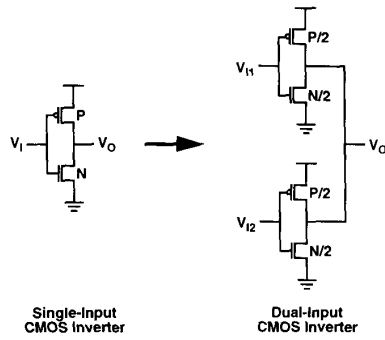 V_I
P
N
V_O
Single-Input
CMOS Inverter
V_I1
P/2
N/2
V_O
V_I2
P/2
N/2
Dual-Input
CMOS Inverter